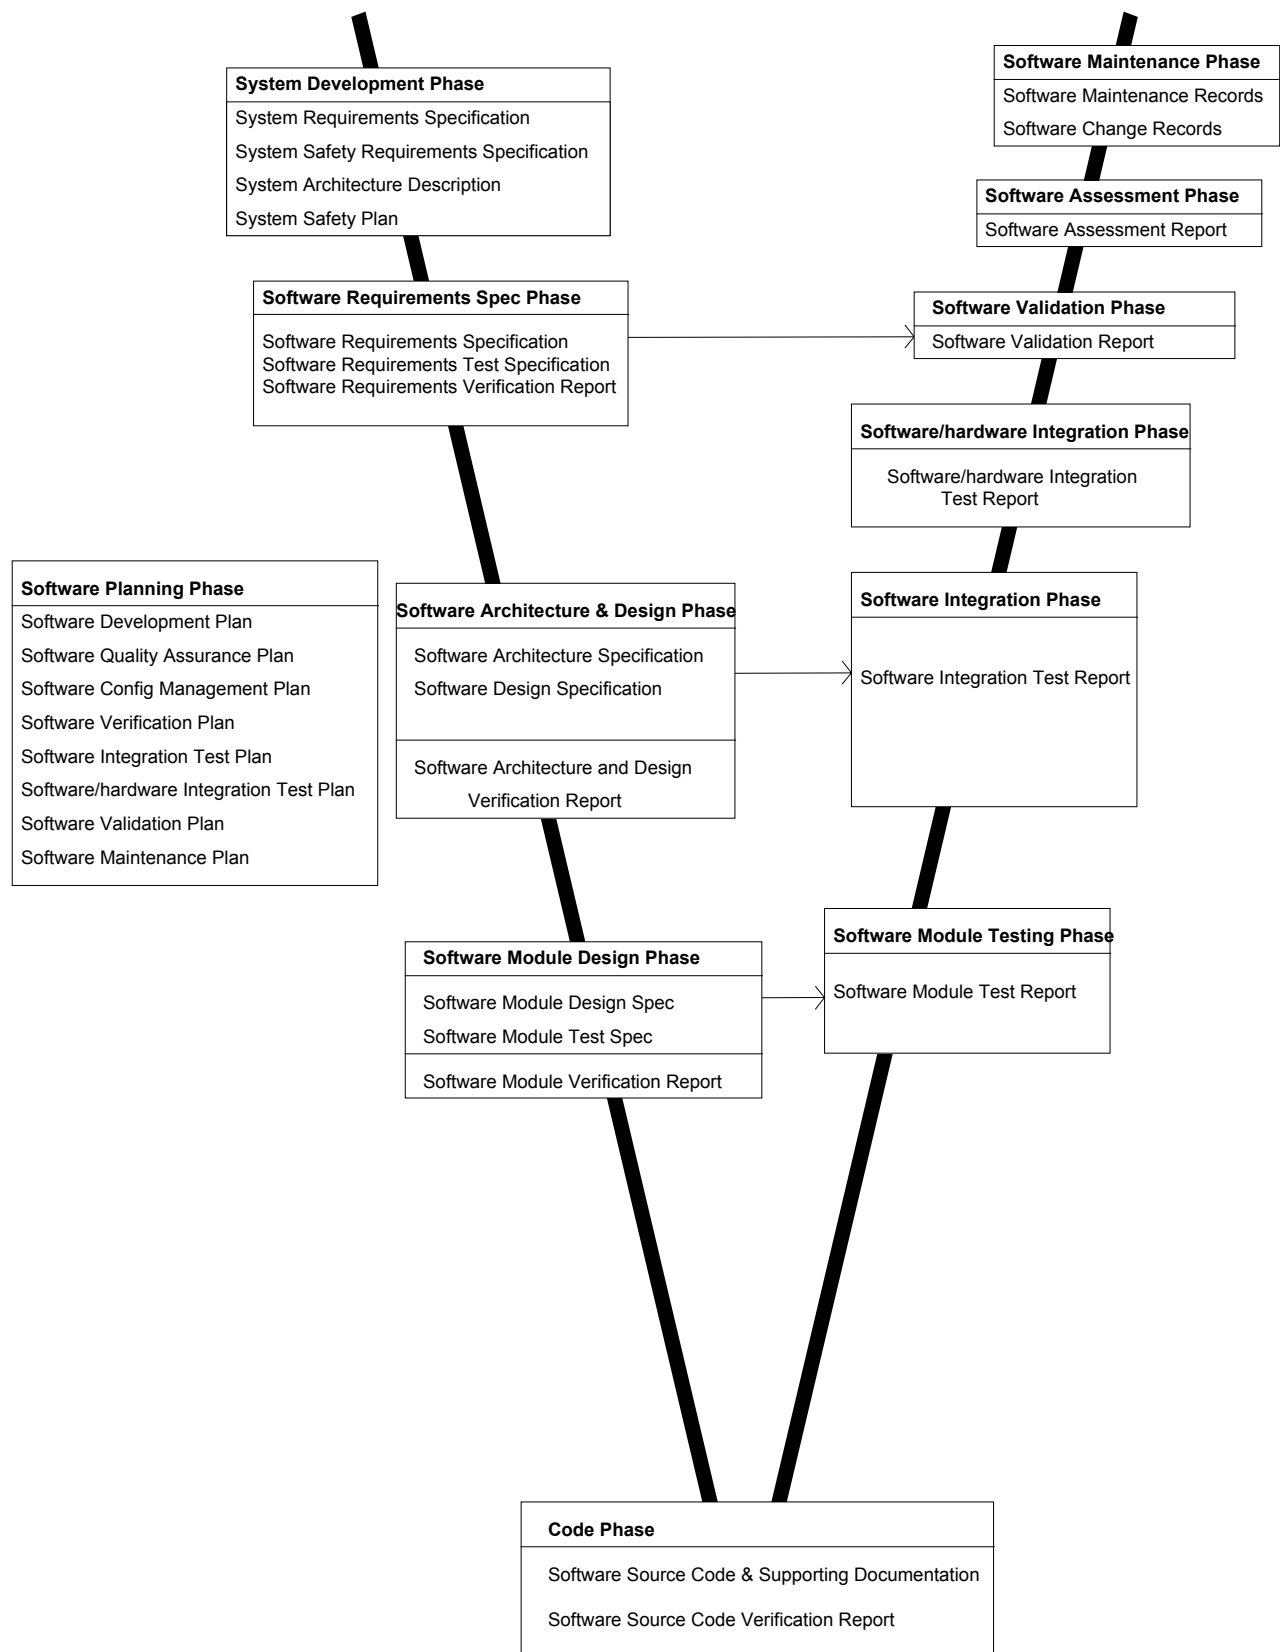 System Development Phase
System Requirements Specification
System Safety Requirements Specification
System Architecture Description
System Safety Plan
Software Maintenance Phase
Software Maintenance Records
Software Change Records
Software Assessment Phase
Software Assessment Report
Software Requirements Spec Phase
Software Requirements Specification
Software Requirements Test Specification
Software Requirements Verification Report
Software Validation Phase
Software Validation Report
Software/hardware Integration Phase
Software/hardware Integration
Test Report
Software Planning Phase
Software Development Plan
Software Quality Assurance Plan
Software Config Management Plan
Software Verification Plan
Software Integration Test Plan
Software/hardware Integration Test Plan
Software Validation Plan
Software Maintenance Plan
Software Architecture & Design Phase
Software Architecture Specification
Software Design Specification
Software Architecture and Design
Verification Report
Software Integration Phase
Software Integration Test Report
Software Module Design Phase
Software Module Design Spec
Software Module Test Spec
Software Module Verification Report
Software Module Testing Phase
Software Module Test Report
Code Phase
Software Source Code & Supporting Documentation
Software Source Code Verification Report